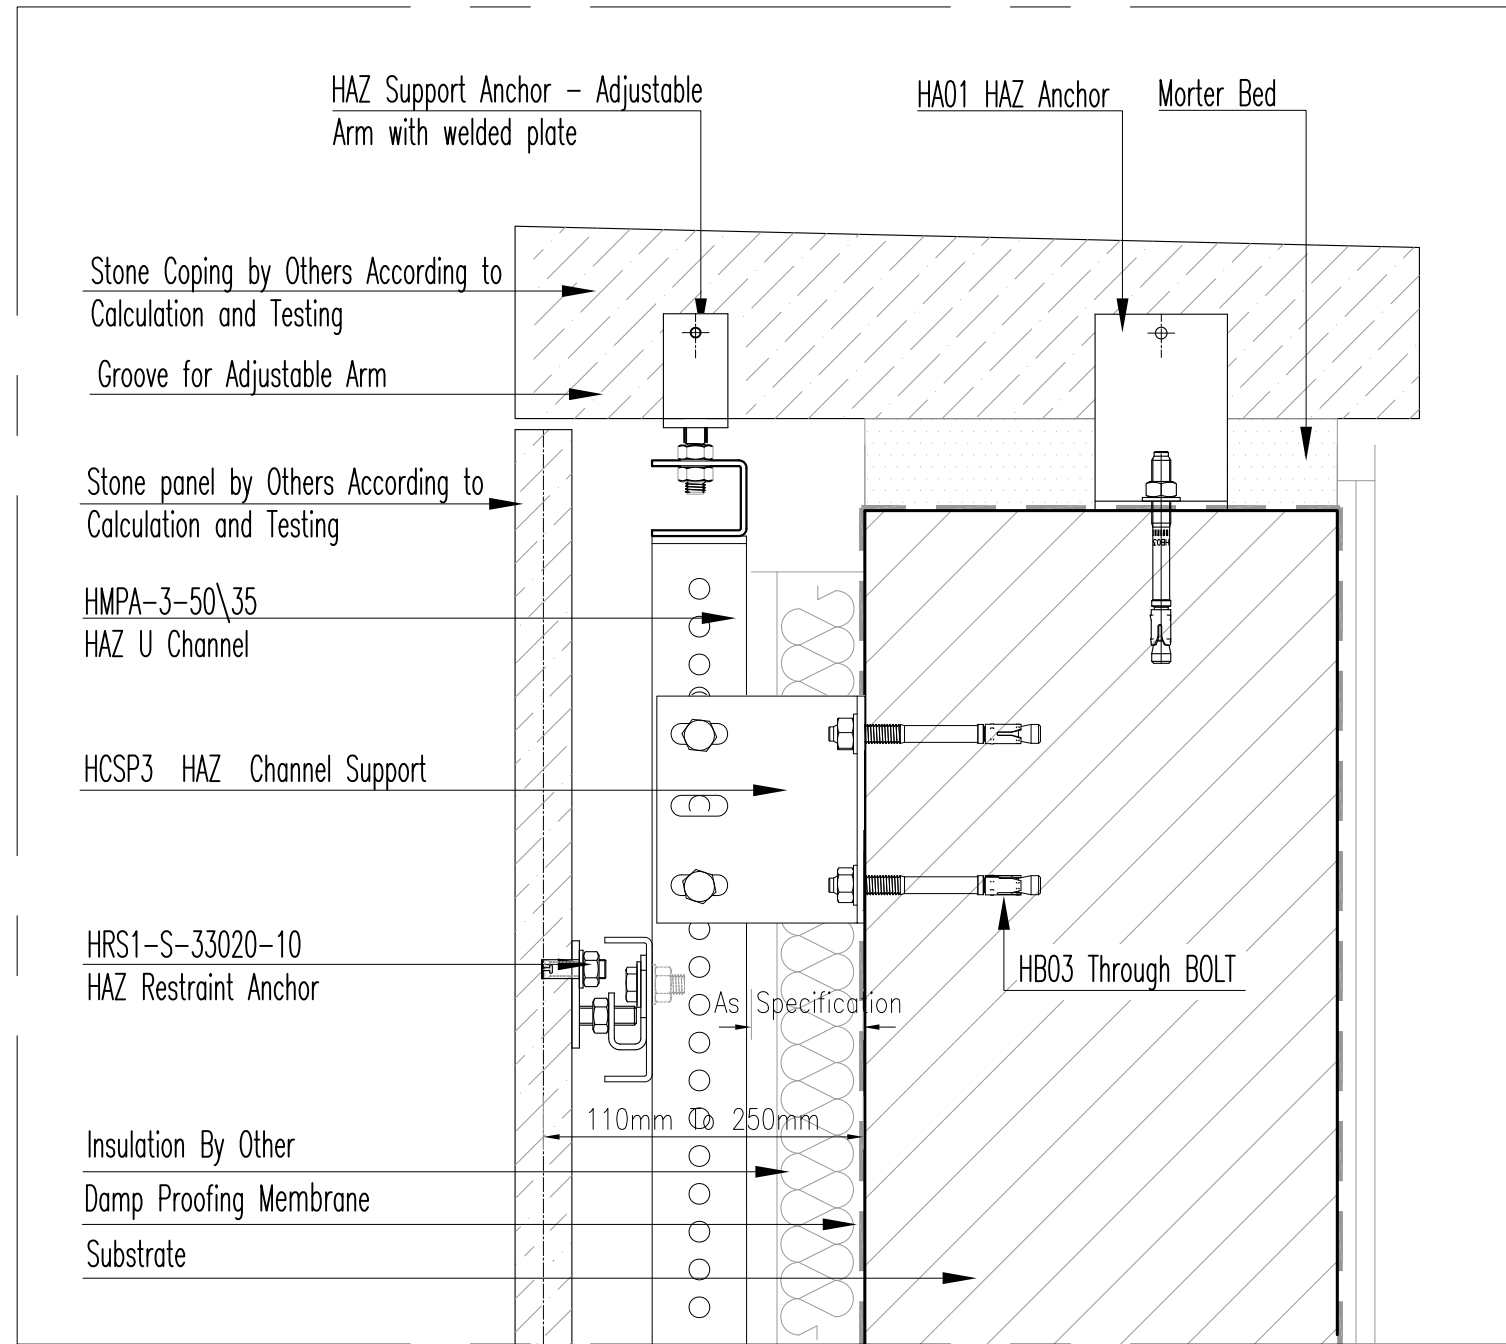 HAZ Support Anchor - Adjustable
Arm with welded plate
HA01 HAZ Anchor
Morter Bed
Stone Coping by Others According to
Calculation and Testing
Groove for Adjustable Arm
Stone panel by Others According to
Calculation and Testing
HMPA-3-50\35
HAZ U Channel
HB03
HCSP3 HAZ Channel Support
HRS1-S-33020-10
HAZ Restraint Anchor
HB03 Through BOLT
As Specification
110mm To 250mm
Insulation By Other
Damp Proofing Membrane
Substrate